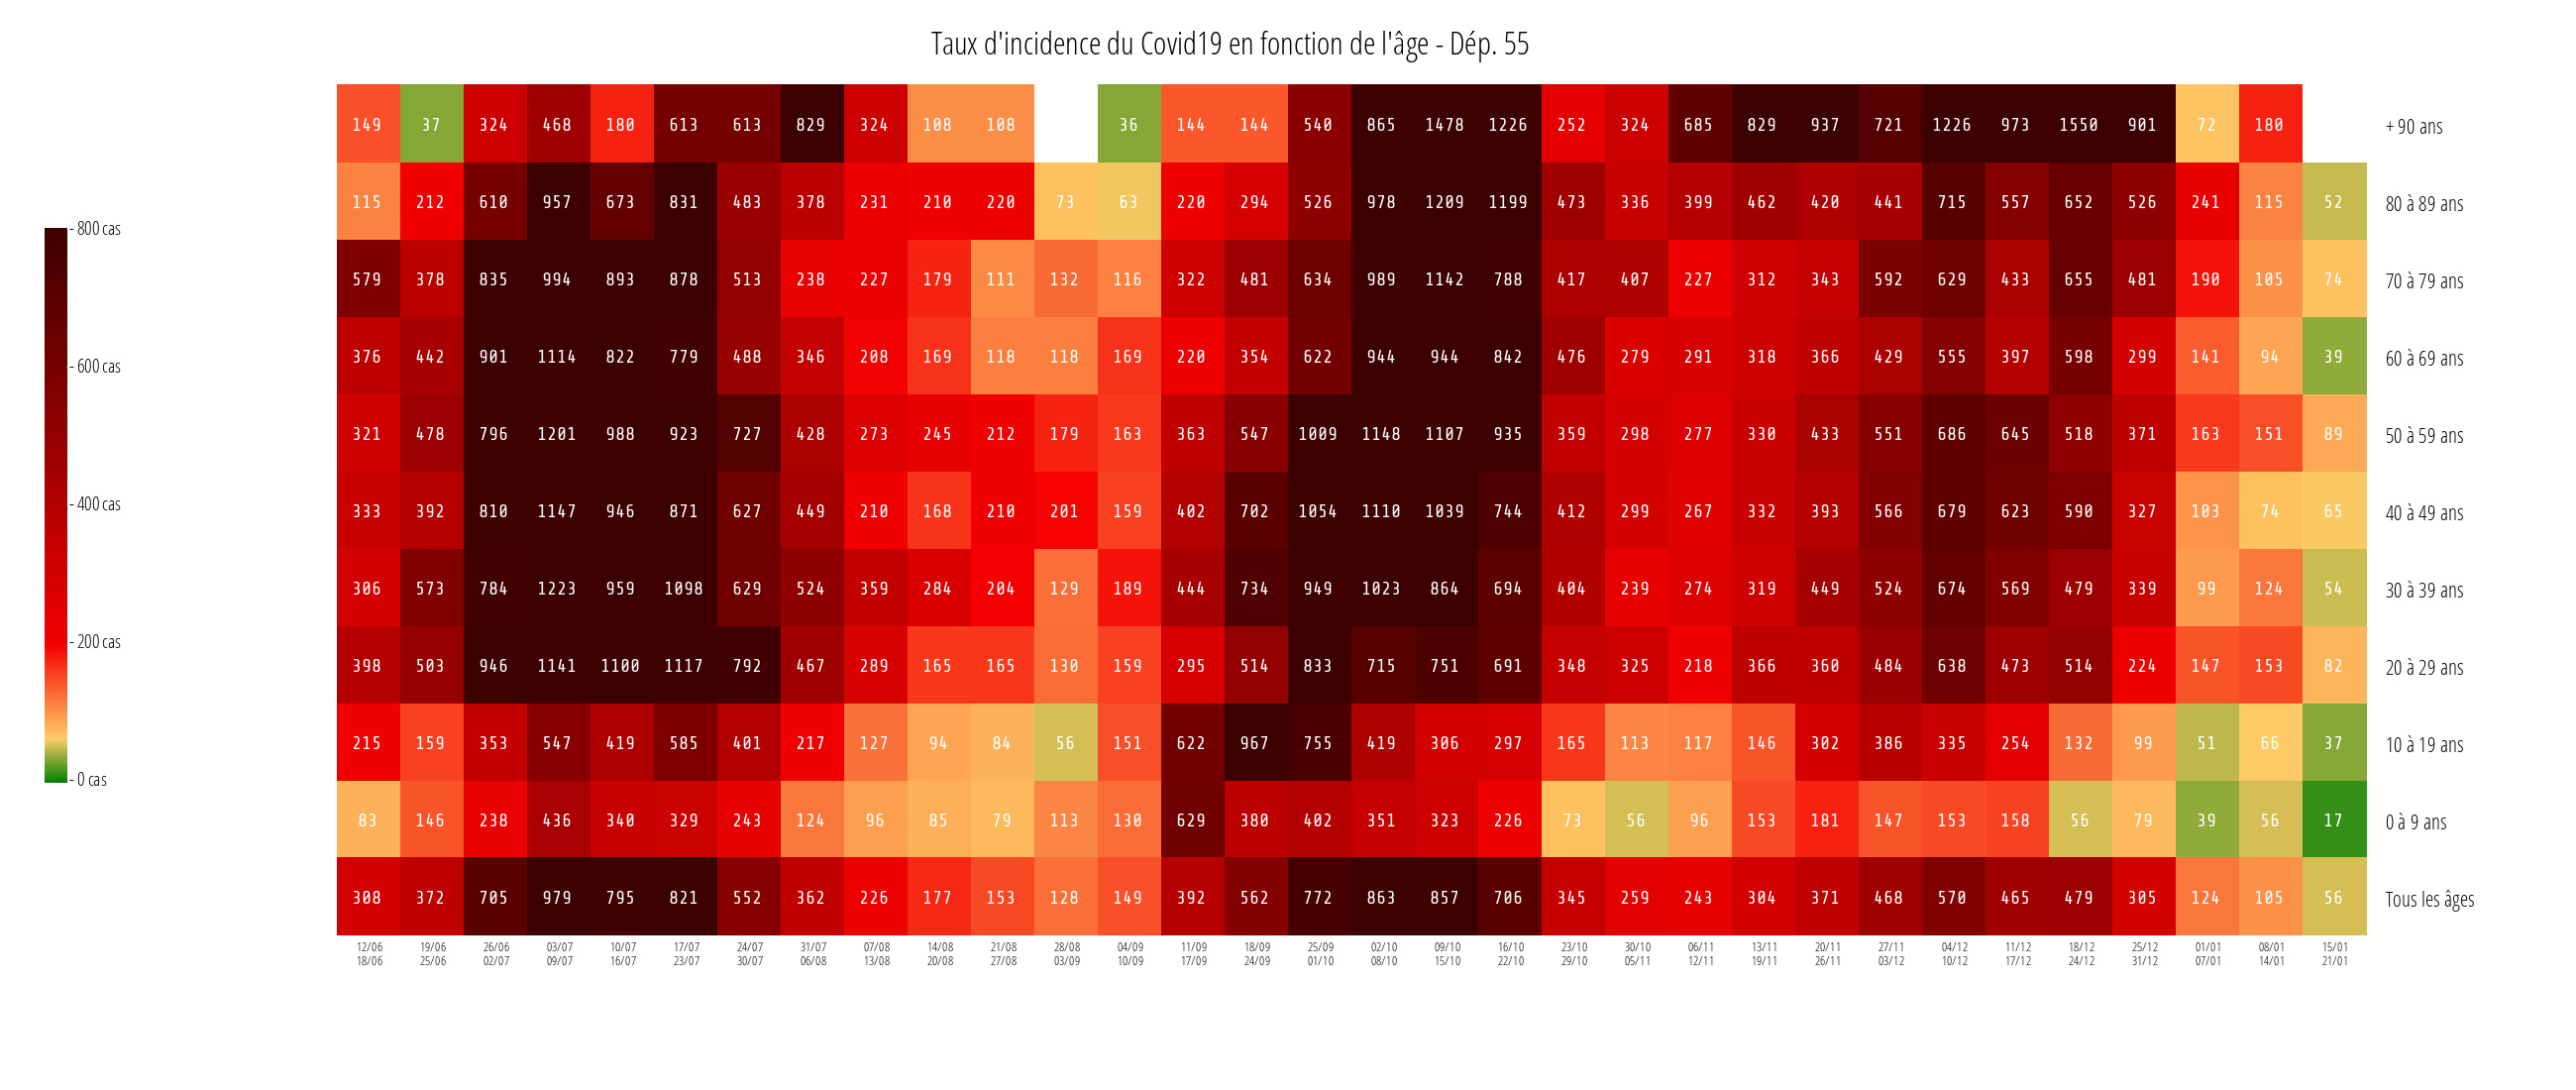 Taux d'incidence du Covid19 en fonction de l'âge - Dép. 55
149 37 324 468 180 613 613 829 324 108 108 36 144 144 540 865 1478 1226 252 324 685 829 937 721 1226 973 1550 901 72 180 + 90 ans
115 212 610 957 673 831 483 378 231 210 220 73 63 220 294 526 978 1209 1199 473 336 399 462 420 441 715 557 652 526 241 115 52 80 à 89 ans
- 800 cas
579 378 835 994 893 878 513 238 227 179 111 132 116 322 481 634 989 1142 788 417 407 227 312 343 592 629 433 655 481 190 105 74 70 à 79 ans
376 442 901 1114 822 779 488 346 208 169 118 118 169 220 354 622 944 944 842 476 279 291 318 366 429 555 397 598 299 141 94 39 60 à 69 ans
- 600 cas
321 478 796 1201 988 923 727 428 273 245 212 179 163 363 547 1009 1148 1107 935 359 298 277 330 433 551 686 645 518 371 163 151 89 50 à 59 ans
- 400 cas
333 392 810 1147 946 871 627 449 210 168 210 201 159 402 702 1054 1110 1039 744 412 299 267 332 393 566 679 623 590 327 103 74 65 40 à 49 ans
306 573 784 1223 959 1098 629 524 359 284 204 129 189 444 734 949 1023 864 694 404 239 274 319 449 524 674 569 479 339 99 124 54 30 à 39 ans
- 200 cas
398 503 946 1141 1100 1117 792 467 289 165 165 130 159 295 514 833 715 751 691 348 325 218 366 360 484 638 473 514 224 147 153 82 20 à 29 ans
215 159 353 547 419 585 401 217 127 94 84 56 151 622 967 755 419 306 297 165 113 117 146 302 386 335 254 132 99 51 66 37 10 à 19 ans
- 0 cas
83 146 238 436 340 329 243 124 96 85 79 113 130 629 380 402 351 323 226 73 56 96 153 181 147 153 158 56 79 39 56 17 0 à 9 ans
308 372 705 979 795 821 552 362 226 177 153 128 149 392 562 772 863 857 706 345 259 243 304 371 468 570 465 479 305 124 105 56 Tous les âges
12/06 19/06 26/06 03/07 10/07 17/07 24/07 31/07 07/08 14/08 21/08 28/08 04/09 11/09 18/09 25/09 02/10 09/10 16/10 23/10 30/10 06/11 13/11 20/11 27/11 04/12 11/12 18/12 25/12 01/01 08/01 15/01
18/06 25/06 02/07 09/07 16/07 23/07 30/07 06/08 13/08 20/08 27/08 03/09 10/09 17/09 24/09 01/10 08/10 15/10 22/10 29/10 05/11 12/11 19/11 26/11 03/12 10/12 17/12 24/12 31/12 07/01 14/01 21/01